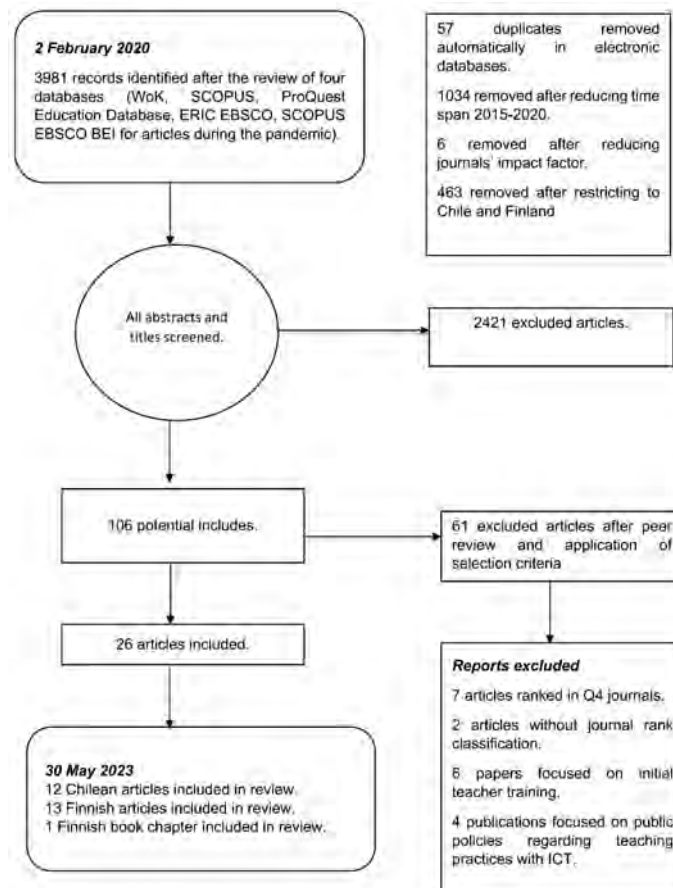 2 February 2020
3981 records identified after the review of four
databases (WoK, SCOPUS, ProQuest
Education Database, ERIC EBSCO, SCOPUS
EBSCO BEI for articles during the pandemic).
57 duplicates removed
automatically in electronic
databases.
1034 removed after reducing time
span 2015-2020.
6 removed after reducing
journals' impact factor.
463 removed after restricting to
Chile and Finland
All abstracts and
titles screened.
2421 excluded articles.
106 potential includes.
61 excluded articles after peer
review and application of
selection criteria
26 articles included.
Reports excluded
7 articles ranked in Q4 journals.
2 articles without journal rank
classification.
6 papers focused on initial
teacher training.
4 publications focused on public
policies regarding teaching
practices with ICT.
30 May 2023
12 Chilean articles included in review.
13 Finnish articles included in review.
1 Finnish book chapter included in review.